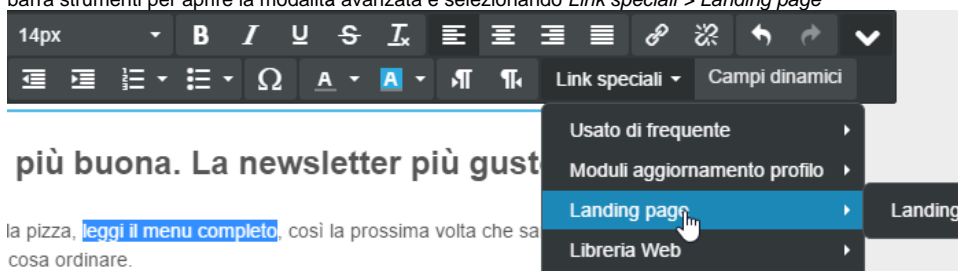 barra strumenti per aprire la modalità avanzata e selezionando Link speciali > Landing page
14px B I U S Ix
Ω A A Link speciali Campi dinamici
Usato di frequente
più buona. La newsletter più gust
Moduli aggiornamento profilo
Landing page Landing
la pizza, leggi il menu completo, così la prossima volta che sa
Libreria Web
cosa ordinare.